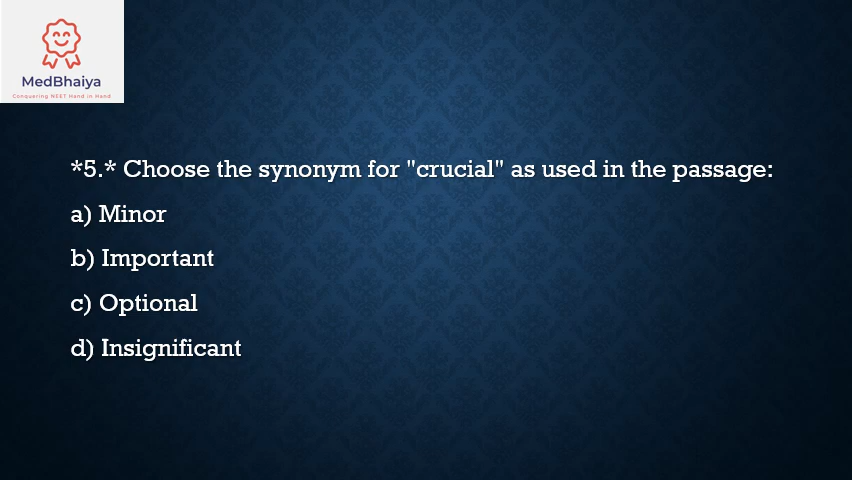 MedBhaiya
Conquering NEET Hand in Hand
*5.* Choose the synonym for "crucial" as used in the passage:
a) Minor
b) Important
c) Optional
d) Insignificant